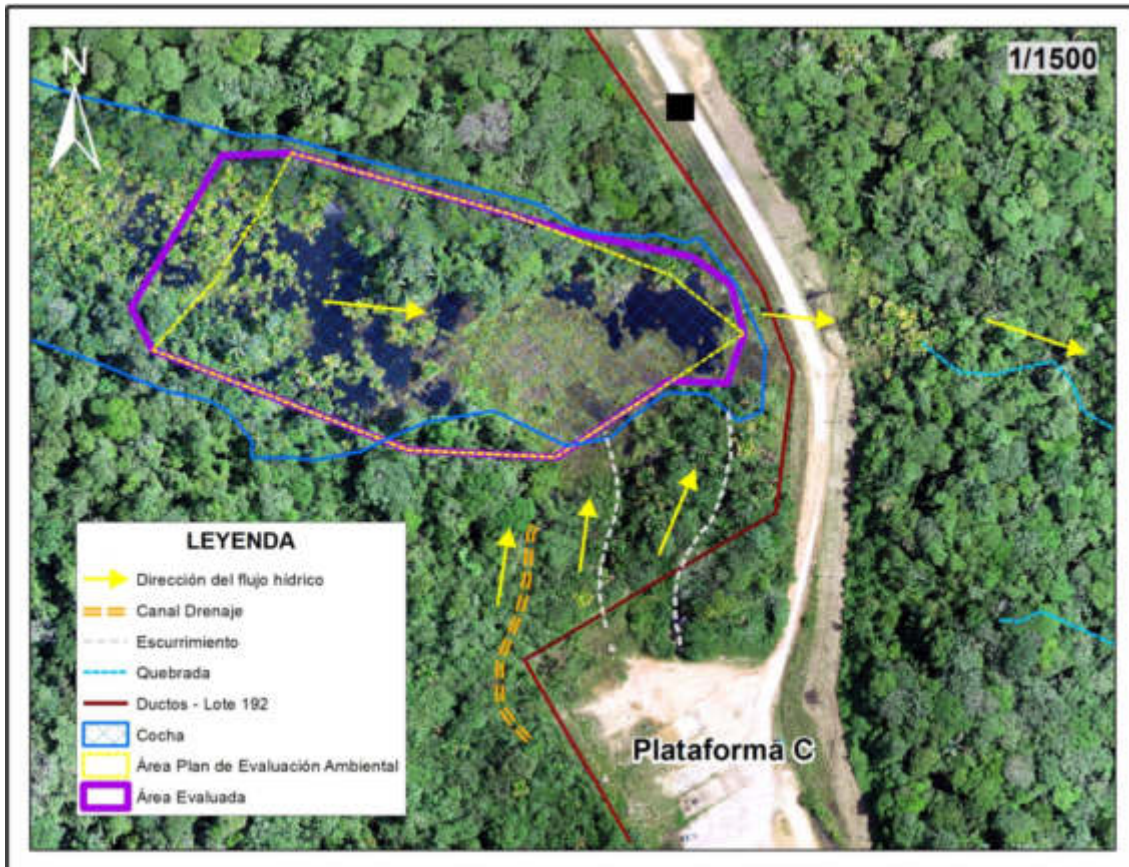 N
1/1500
LEYENDA
Dirección del flujo hídrico
Canal Drenaje
Escurrimiento
Quebrada
Ductos - Lote 192
Cocha
Área Plan de Evaluación Ambiental
Área Evaluada
Plataforma C